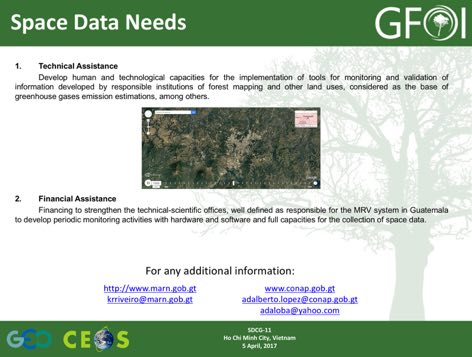 Space Data Needs
GFOI
1. Technical Assistance
Develop human and technological capacities for the implementation of tools for monitoring and validation of
information developed by responsible institutions of forest mapping and other land uses, considered as the base of
greenhouse gases emission estimations, among others.
2. Financial Assistance
Financing to strengthen the technical-scientific offices, well defined as responsible for the MRV system in Guatemala
to develop periodic monitoring activities with hardware and software and full capacities for the collection of space data.
For any additional information:
http://www.marn.gob.gt www.conap.gob.gt
krriveiro@marn.gob.gt adalberto.lopez@conap.gob.gt
adaloba@yahoo.com
GEO CEOS
SDCG-11
Ho Chi Minh City, Vietnam
5 April, 2017